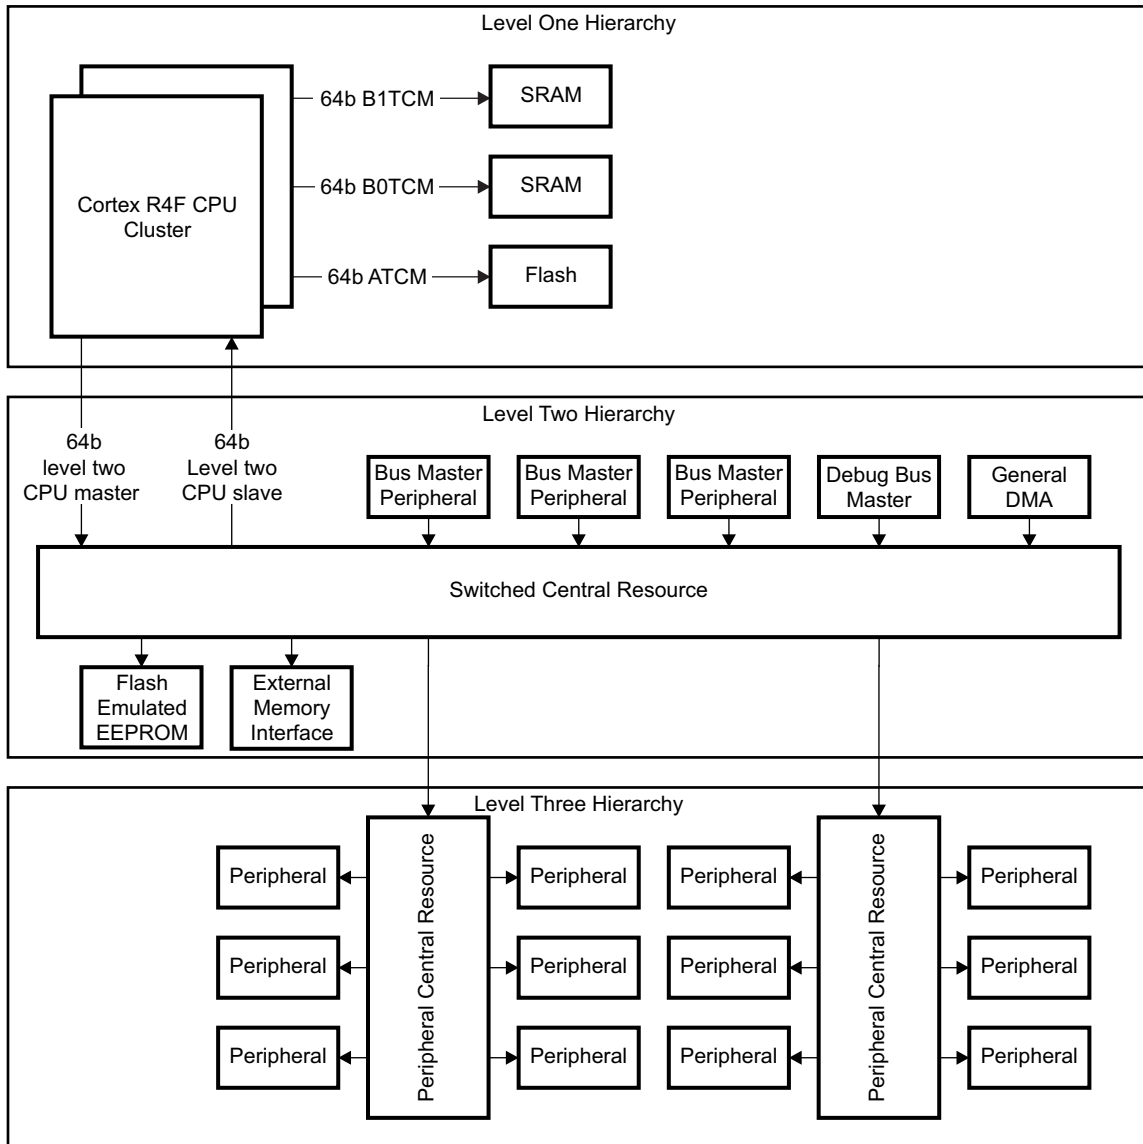 Level One Hierarchy
64b B1TCM
SRAM
64b B0TCM
SRAM
Cortex R4F CPU
Cluster
64b ATCM
Flash
Level Two Hierarchy
64b
level two
CPU master
64b
Level two
CPU slave
Bus Master
Peripheral
Bus Master
Peripheral
Bus Master
Peripheral
Debug Bus
Master
General
DMA
Switched Central Resource
Flash
Emulated
EEPROM
External
Memory
Interface
Level Three Hierarchy
Peripheral Central Resource
Peripheral
Peripheral
Peripheral
Peripheral
Peripheral
Peripheral
Peripheral Central Resource
Peripheral
Peripheral
Peripheral
Peripheral
Peripheral
Peripheral